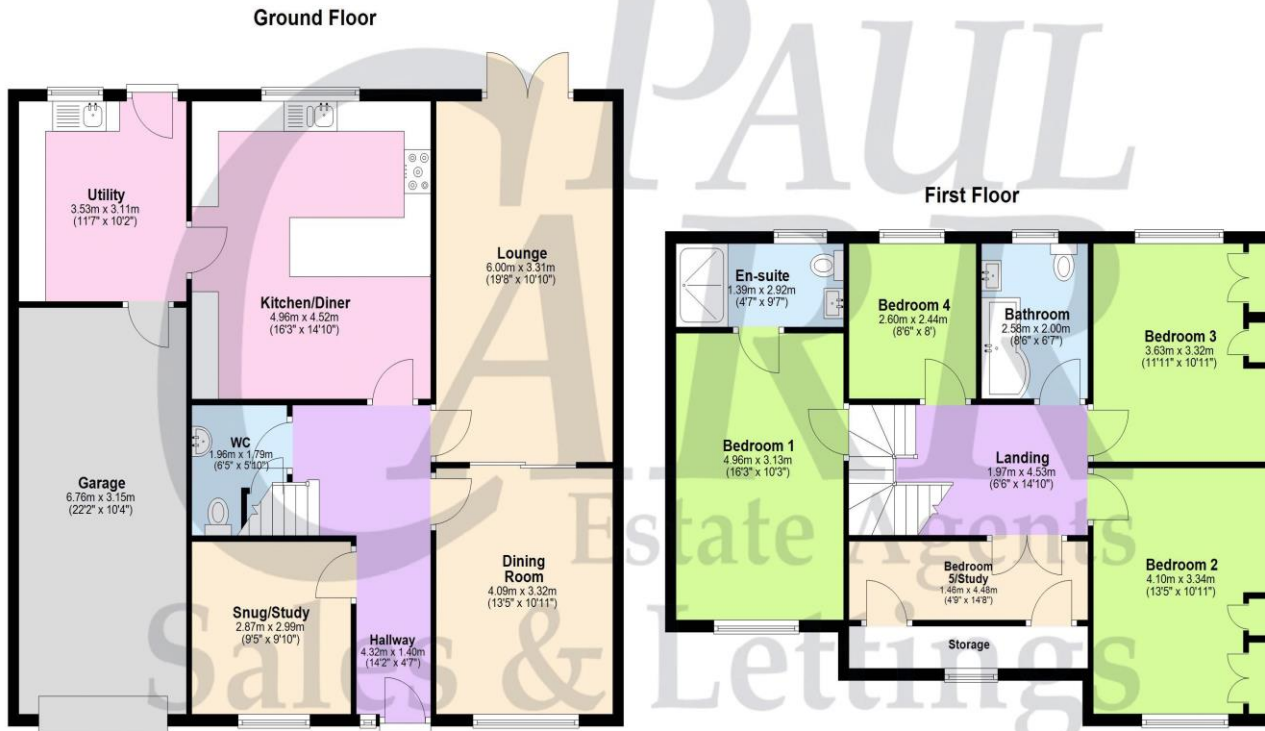 Ground Floor
Utility
3.53m x 3.11m
(11'7" x 10'2")
Kitchen/Diner
4.96m x 4.52m
(16'3" x 14'10")
Lounge
6.00m x 3.31m
(19'8" x 10'10")
WC
1.96m x 1.79m
(6'5" x 5'10")
Garage
6.76m x 3.15m
(22'2" x 10'4")
Snug/Study
2.87m x 2.99m
(9'5" x 9'10")
Hallway
4.32m x 1.40m
(14'2" x 4'7")
Dining
Room
4.09m x 3.32m
(13'5" x 10'11")
First Floor
En-suite
1.39m x 2.92m
(4'7" x 9'7")
Bedroom 4
2.60m x 2.44m
(8'6" x 8')
Bathroom
2.58m x 2.00m
(8'6" x 6'7")
Bedroom 3
3.63m x 3.32m
(11'11" x 10'11")
Bedroom 1
4.96m x 3.13m
(16'3" x 10'3")
Landing
1.97m x 4.53m
(6'6" x 14'10")
Bedroom
5/Study
1.46m x 4.48m
(4'9" x 14'8")
Bedroom 2
4.10m x 3.34m
(13'5" x 10'11")
Storage
PAUL
CARR
Estate Agents
Sales & Lettings